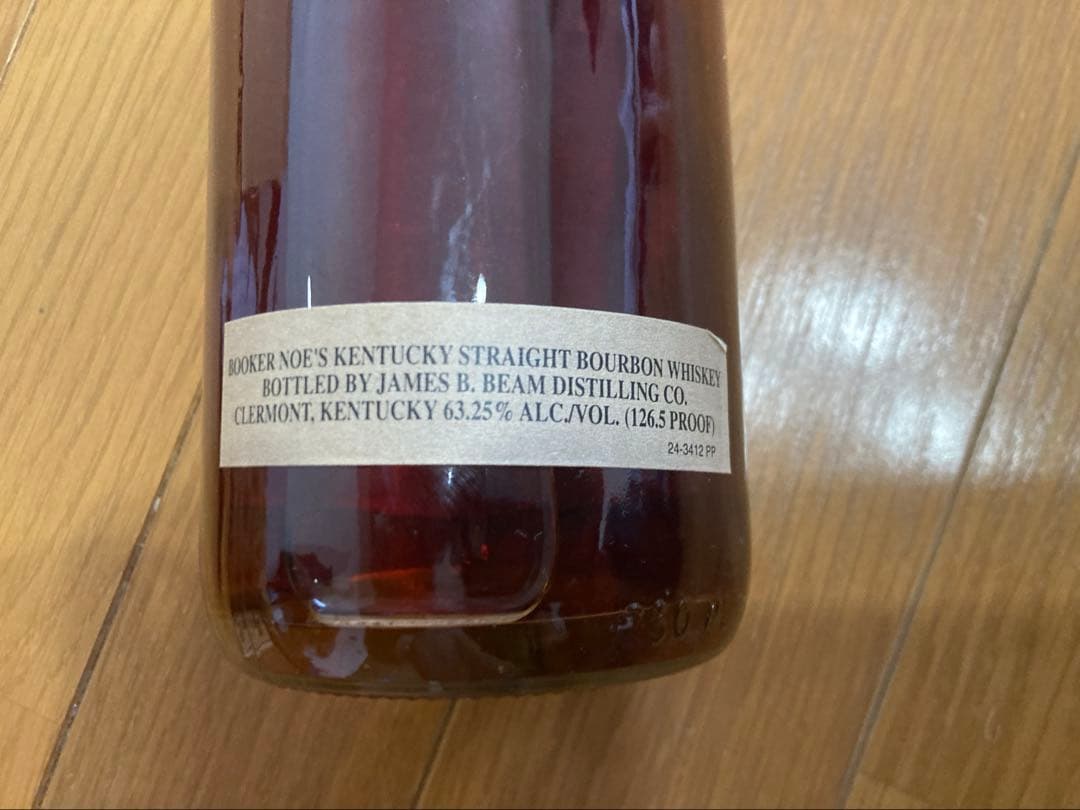 BOOKER NOE'S KENTUCKY STRAIGHT BOURBON WHISKEY
BOTTLED BY JAMES B. BEAM DISTILLING CO.
CLERMONT, KENTUCKY 63.25% ALC./VOL. (126.5 PROOF)
24-3412 PP